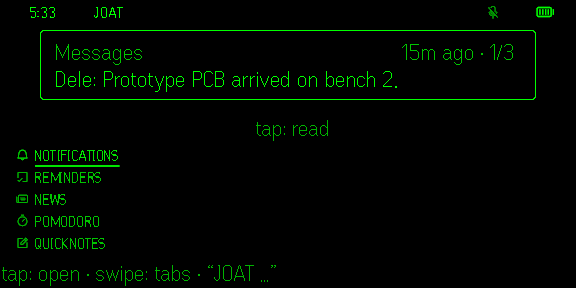 5:33 JOAT
Messages 15m ago · 1/3
Dele: Prototype PCB arrived on bench 2.
tap: read
NOTIFICATIONS
REMINDERS
NEWS
POMODORO
QUICKNOTES
tap: open · swipe: tabs · “JOAT …”